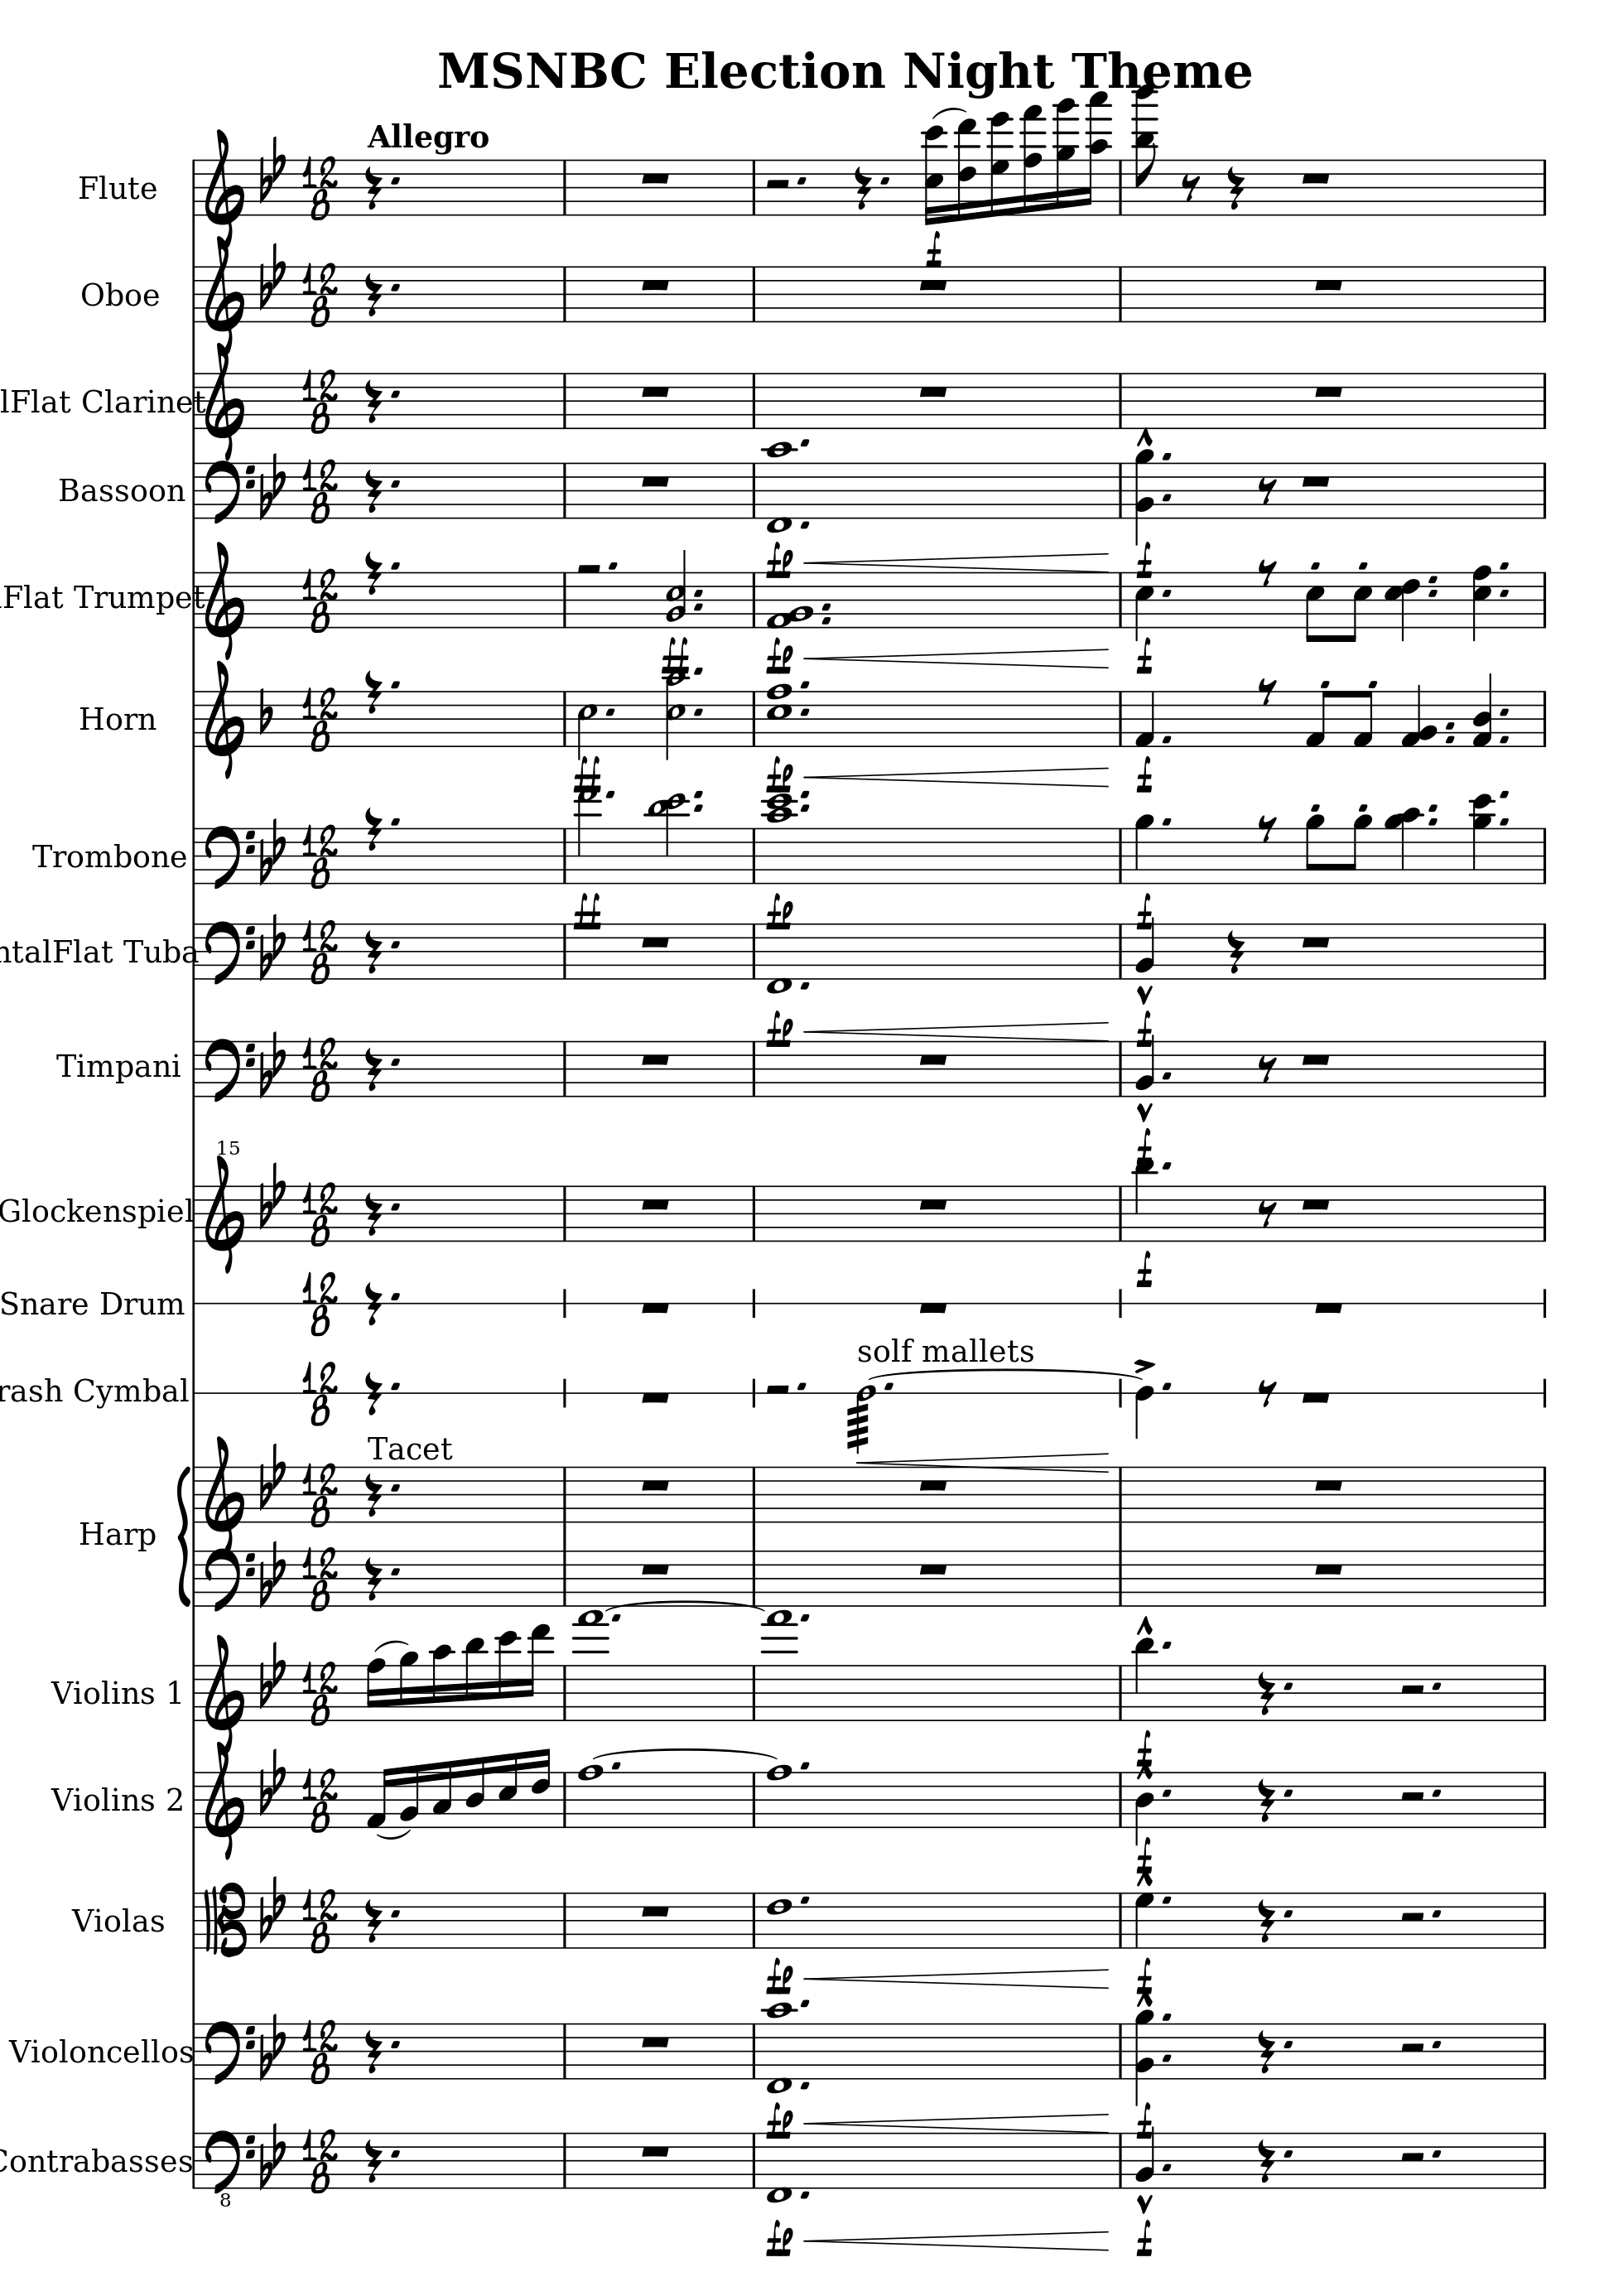 MSNBC Election Night Theme
Allegro
Flute
Oboe
lFlat Clarinet
Bassoon
Flat Trumpet
Horn
Trombone
ntalFlat Tuba
Timpani
15
Glockenspiel
Snare Drum
solf mallets
rash Cymbal
Tacet
Harp
Violins 1
Violins 2
Violas
Violoncellos
Contrabasses
8